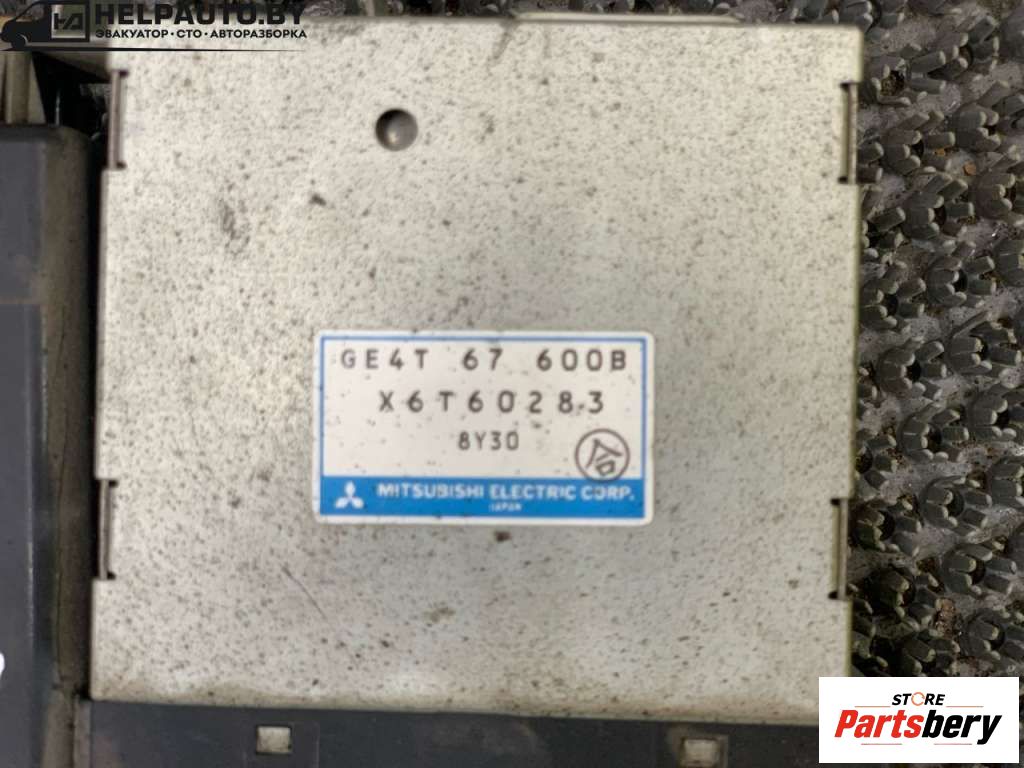 HELPAUTO.BY
ЭВАКУАТОР · СТО · АВТОРАЗБОРКА
GE4T 67 600B
X6T60283
8Y30
合
MITSUBISHI ELECTRIC CORP.
JAPAN
STORE
Partsbery